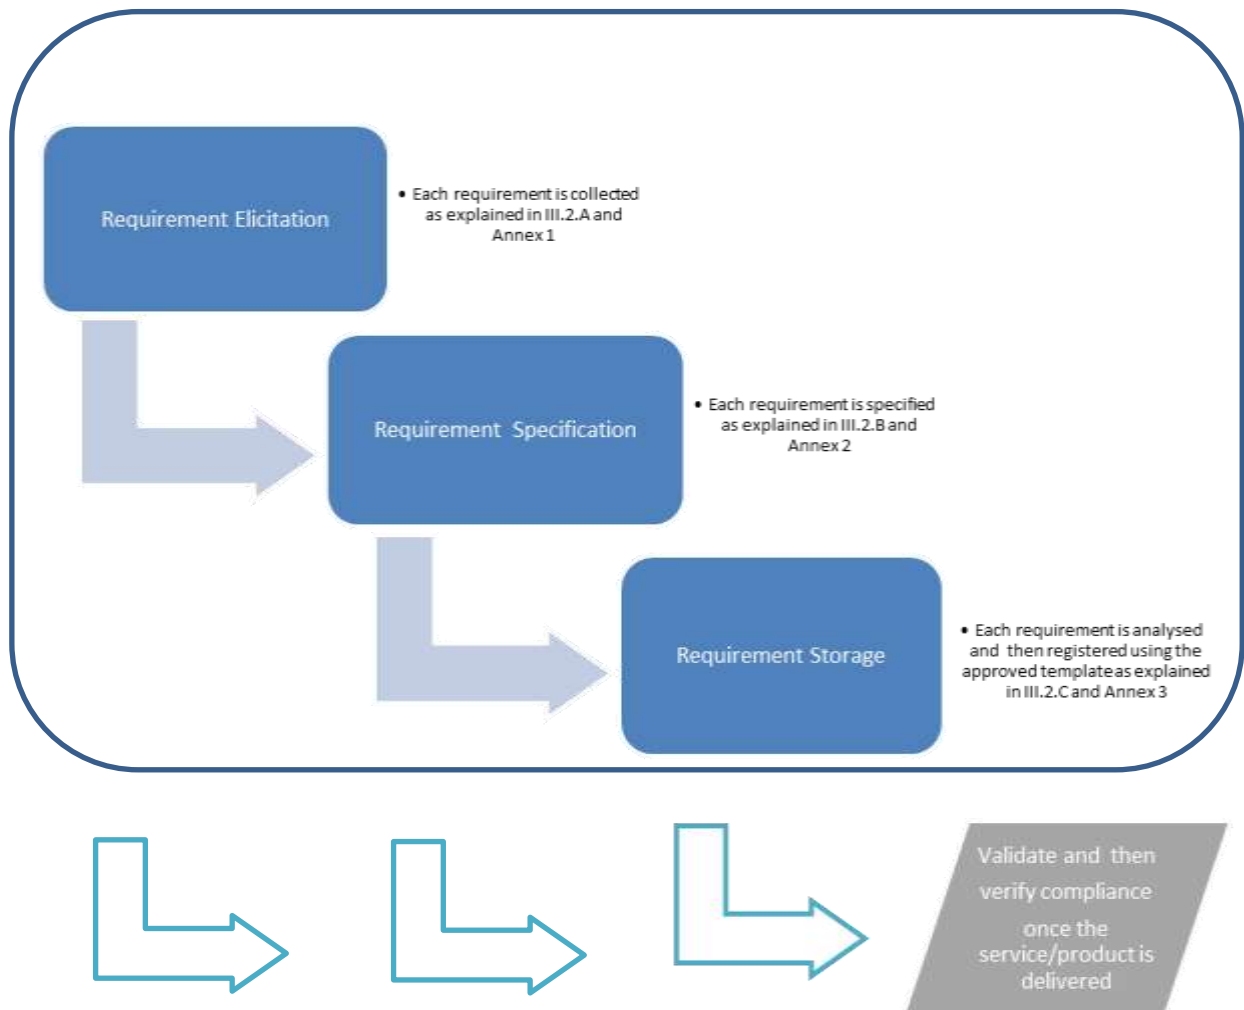 Requirement Elicitation
• Each requirement is collected
as explained in III.2.A and
Annex 1
Requirement Specification
• Each requirement is specified
as explained in III.2.B and
Annex 2
Requirement Storage
• Each requirement is analysed
and then registered using the
approved template as explained
in III.2.C and Annex 3
Validate and then
verify compliance
once the
service/product is
delivered